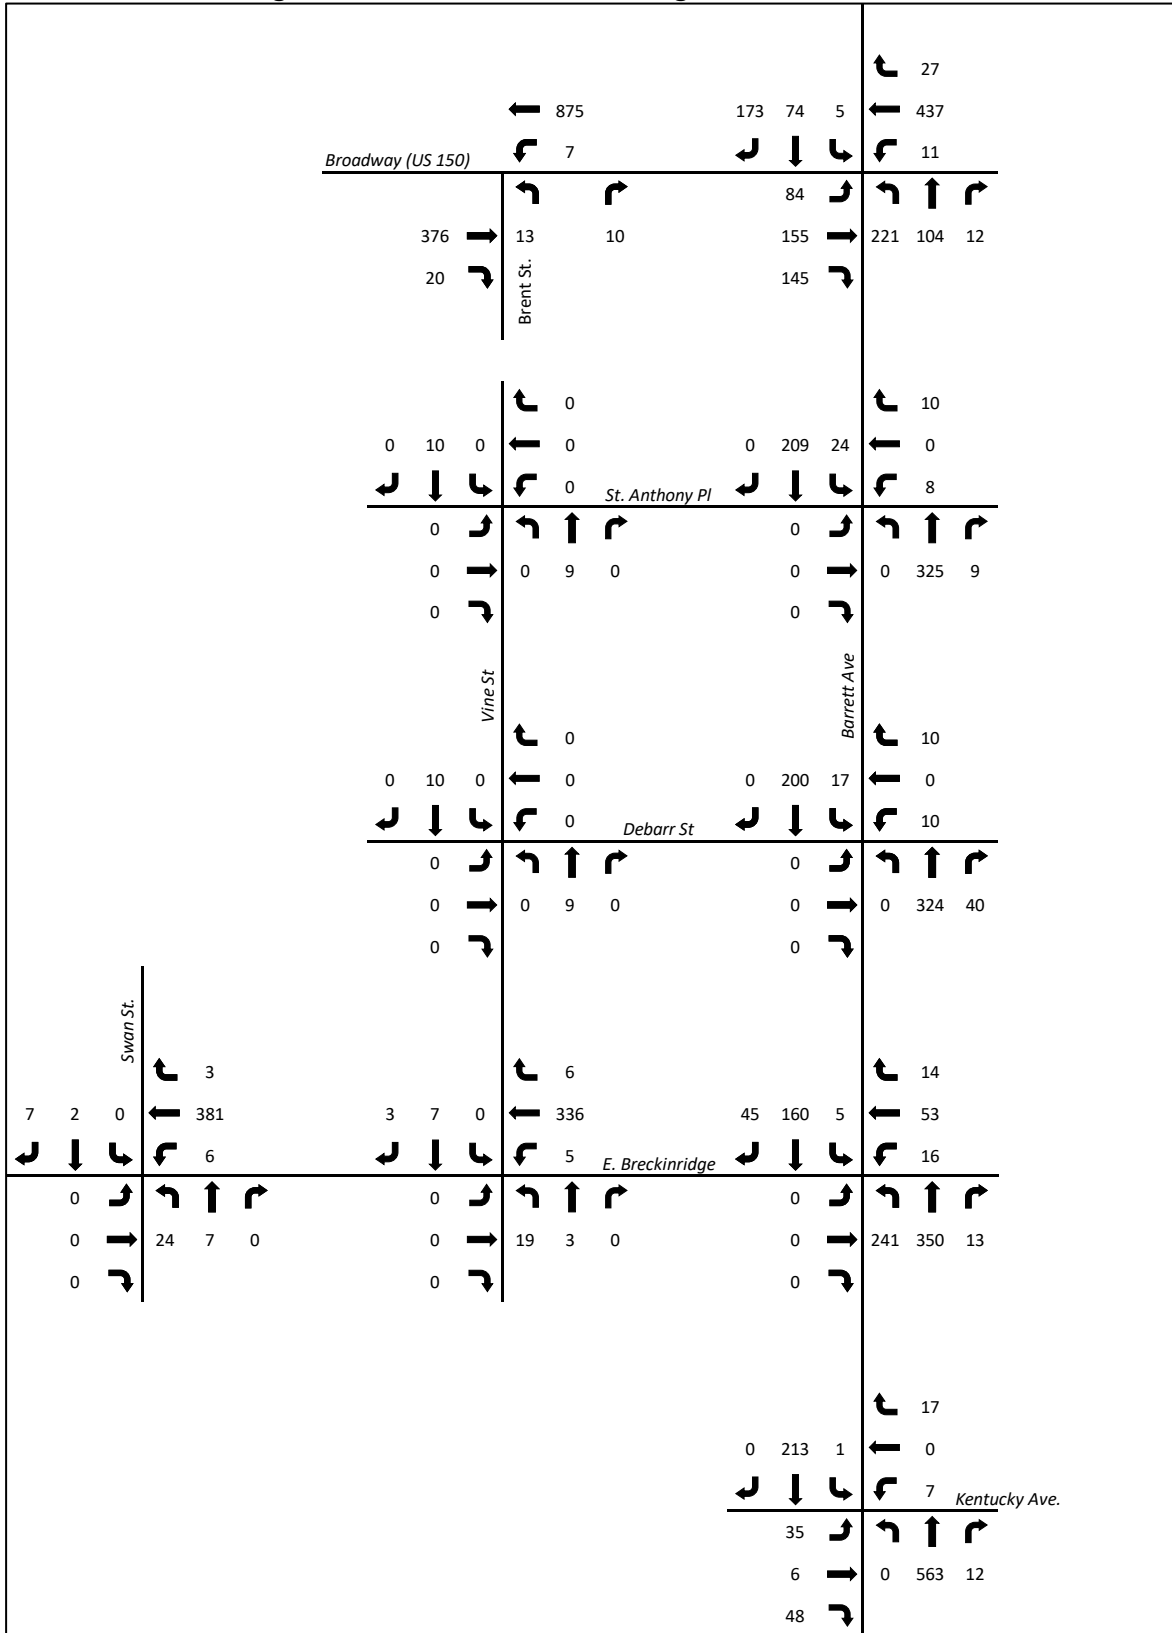 27
875 173 74 5 437
7 11
Broadway (US 150)
84
376 13 10 155 221 104 12
20 145
Brent St.
0 10
0 10 0 0 0 209 24 0
0 St. Anthony Pl 8
0 0
0 0 9 0 0 0 325 9
0 0
Vine St
Barrett Ave
0 10
0 10 0 0 0 200 17 0
0 Debarr St 10
0 0
0 0 9 0 0 0 324 40
0 0
Swan St.
3 6 14
7 2 0 381 3 7 0 336 45 160 5 53
6 5 E. Breckinridge 16
0 0 0
0 24 7 0 0 19 3 0 0 241 350 13
0 0 0
17
0 213 1 0
7 Kentucky Ave.
35
6 0 563 12
48